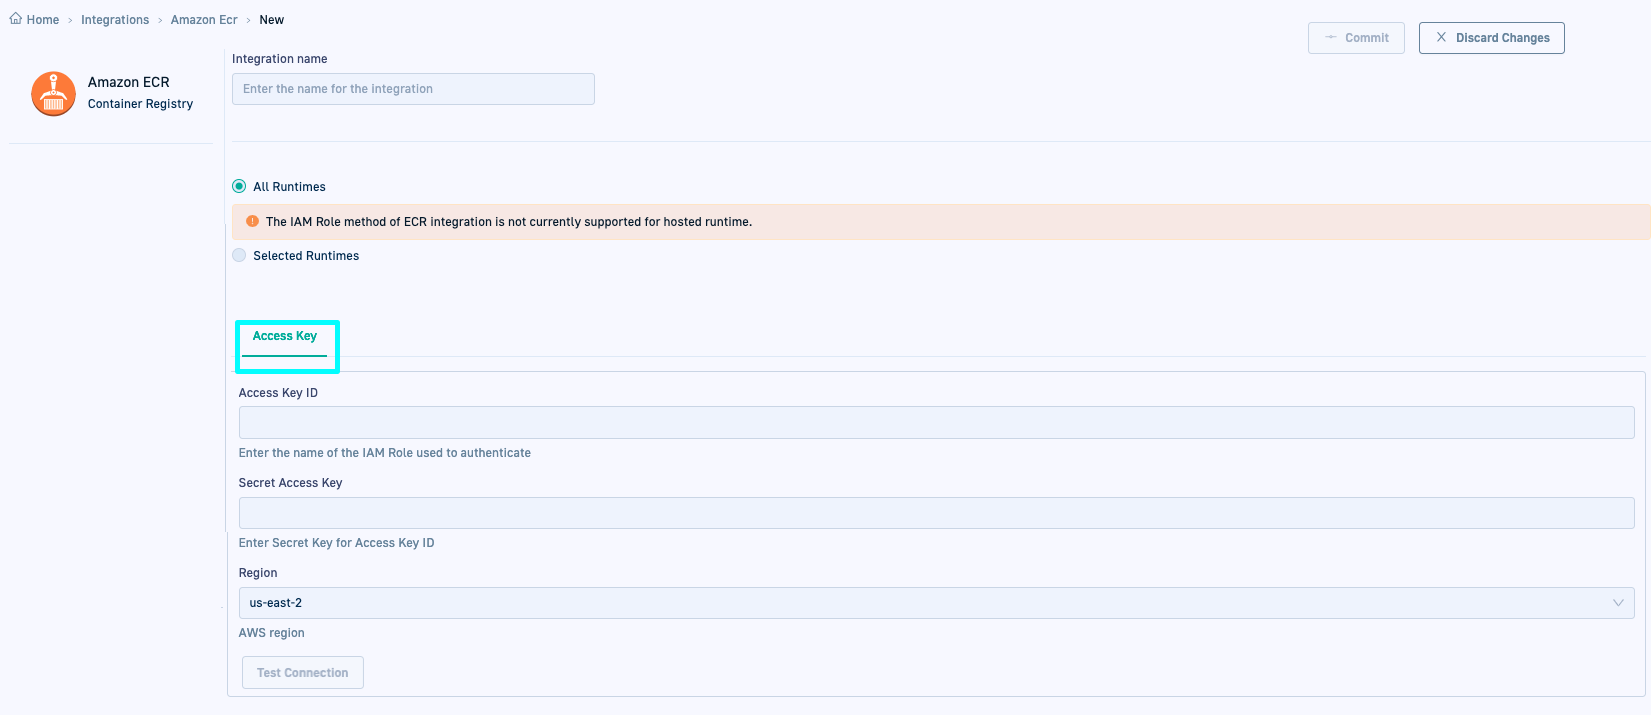 Home › Integrations › Amazon Ecr › New
Commit
Discard Changes
Amazon ECR
Container Registry
Integration name
Enter the name for the integration
All Runtimes
The IAM Role method of ECR integration is not currently supported for hosted runtime.
Selected Runtimes
Access Key
Access Key ID
Enter the name of the IAM Role used to authenticate
Secret Access Key
Enter Secret Key for Access Key ID
Region
us-east-2
AWS region
Test Connection